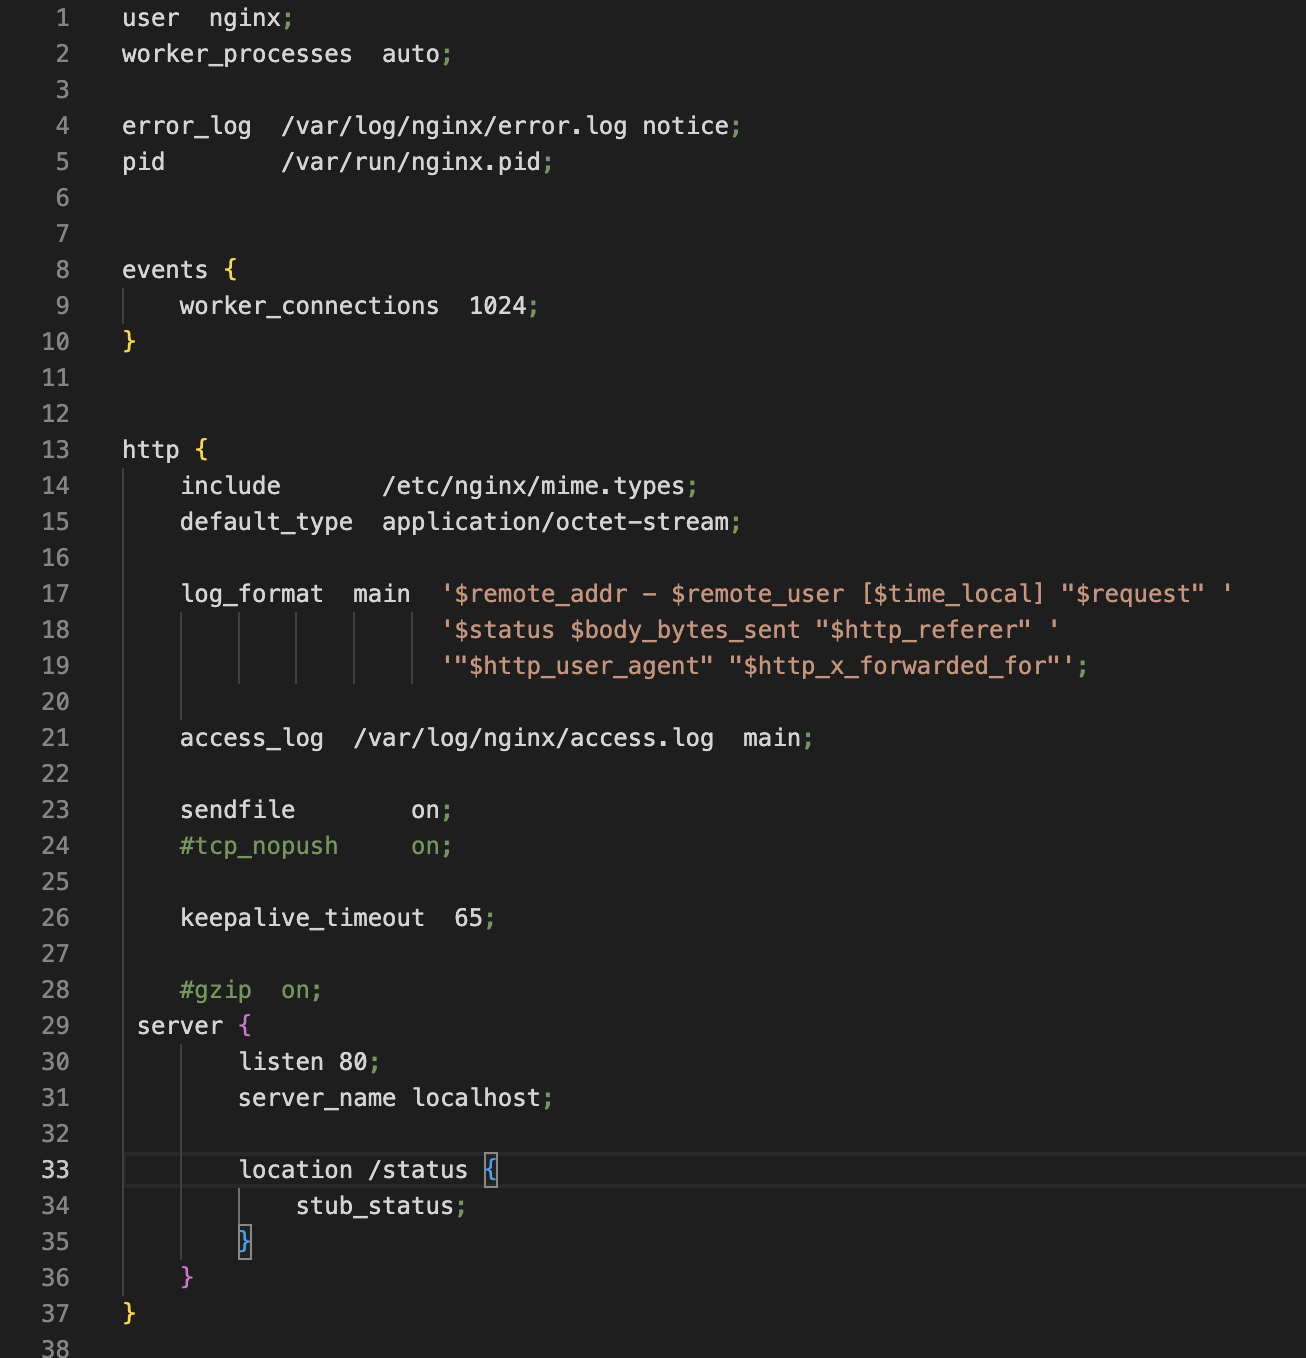 1 user  nginx;
2 worker_processes  auto;
3
4 error_log  /var/log/nginx/error.log notice;
5 pid        /var/run/nginx.pid;
6
7
8 events {
9     worker_connections  1024;
10 }
11
12
13 http {
14     include       /etc/nginx/mime.types;
15     default_type  application/octet-stream;
16
17     log_format  main  '$remote_addr - $remote_user [$time_local] "$request" '
18                       '$status $body_bytes_sent "$http_referer" '
19                       '"$http_user_agent" "$http_x_forwarded_for"';
20
21     access_log  /var/log/nginx/access.log  main;
22
23     sendfile        on;
24     #tcp_nopush     on;
25
26     keepalive_timeout  65;
27
28     #gzip  on;
29  server {
30         listen 80;
31         server_name localhost;
32
33         location /status {
34             stub_status;
35         }
36     }
37 }
38